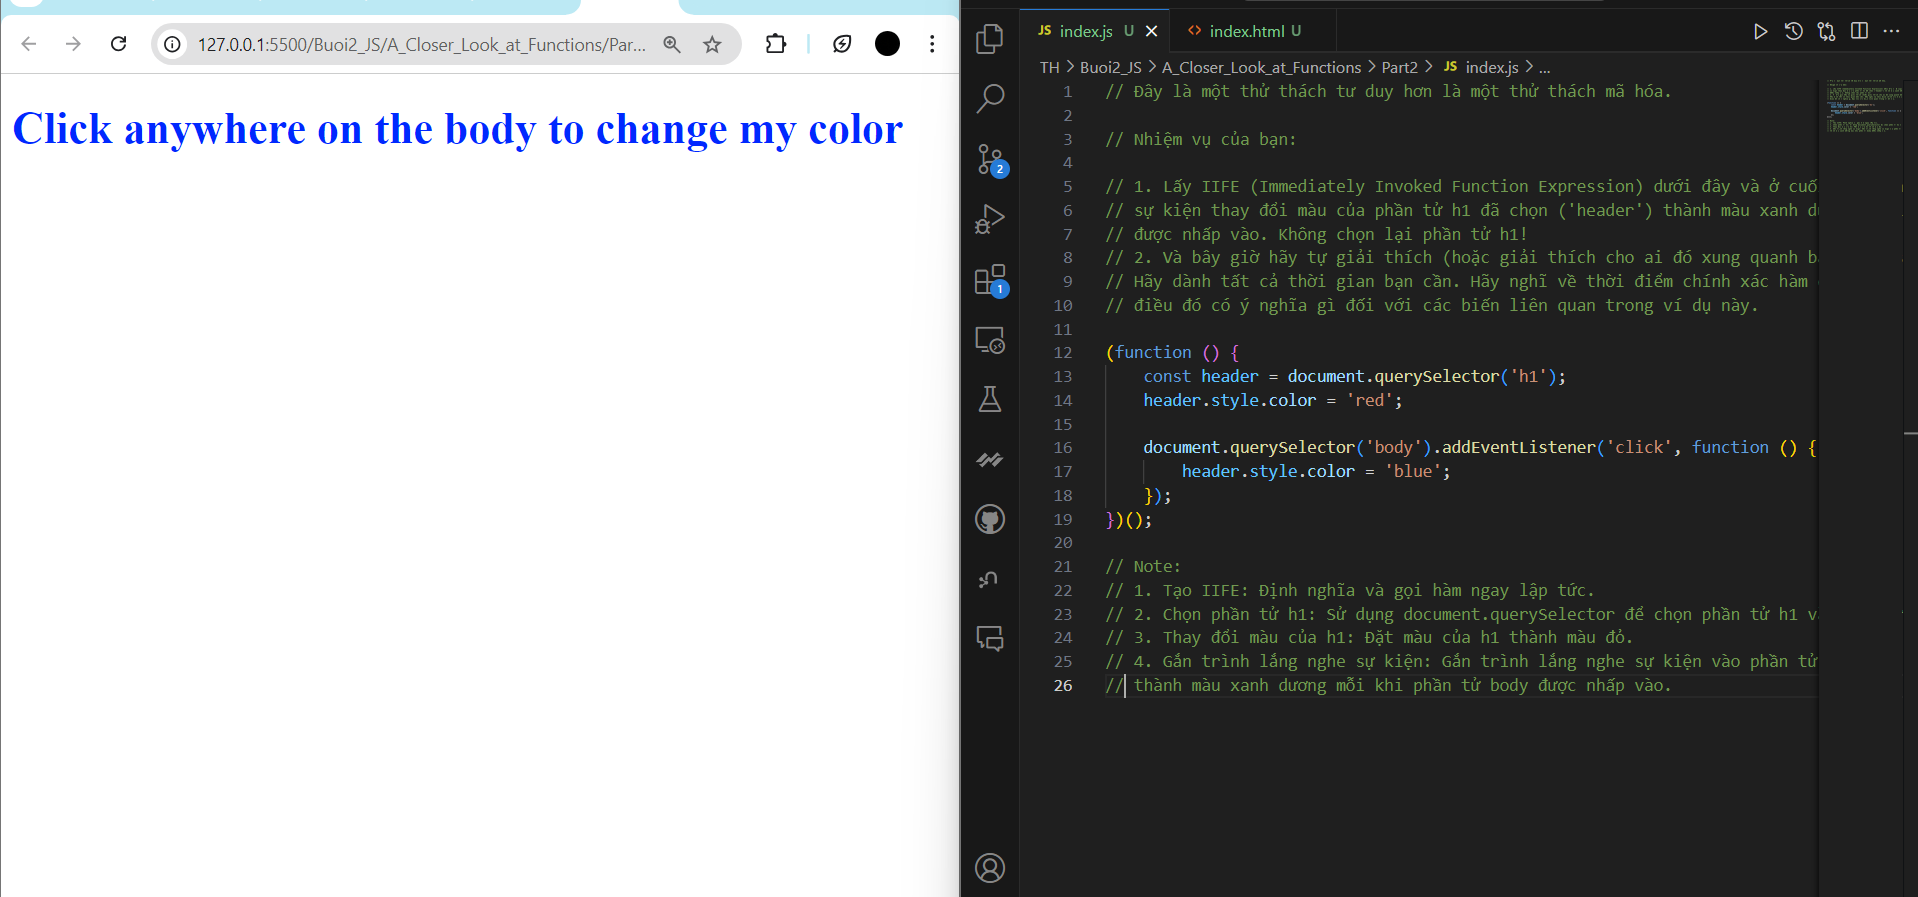 127.0.0.1:5500/Buoi2_JS/A_Closer_Look_at_Functions/Par...
Click anywhere on the body to change my color
2
1
JS index.js U
<> index.html U
TH > Buoi2_JS > A_Closer_Look_at_Functions > Part2 > JS index.js > ...
1 // Đây là một thử thách tư duy hơn là một thử thách mã hóa.
2
3 // Nhiệm vụ của bạn:
4
5 // 1. Lấy IIFE (Immediately Invoked Function Expression) dưới đây và ở cuố
6 // sự kiện thay đổi màu của phần tử h1 đã chọn ('header') thành màu xanh
7 // được nhấp vào. Không chọn lại phần tử h1!
8 // 2. Và bây giờ hãy tự giải thích (hoặc giải thích cho ai đó xung quanh
9 // Hãy dành tất cả thời gian bạn cần. Hãy nghĩ về thời điểm chính xác hàm
10 // điều đó có ý nghĩa gì đối với các biến liên quan trong ví dụ này.
11
12 (function () {
13 const header = document.querySelector('h1');
14 header.style.color = 'red';
15
16 document.querySelector('body').addEventListener('click', function () {
17 header.style.color = 'blue';
18 });
19 })();
20
21 // Note:
22 // 1. Tạo IIFE: Định nghĩa và gọi hàm ngay lập tức.
23 // 2. Chọn phần tử h1: Sử dụng document.querySelector để chọn phần tử h1
24 // 3. Thay đổi màu của h1: Đặt màu của h1 thành màu đỏ.
25 // 4. Gắn trình lắng nghe sự kiện: Gắn trình lắng nghe sự kiện vào phần tử
26 // thành màu xanh dương mỗi khi phần tử body được nhấp vào.